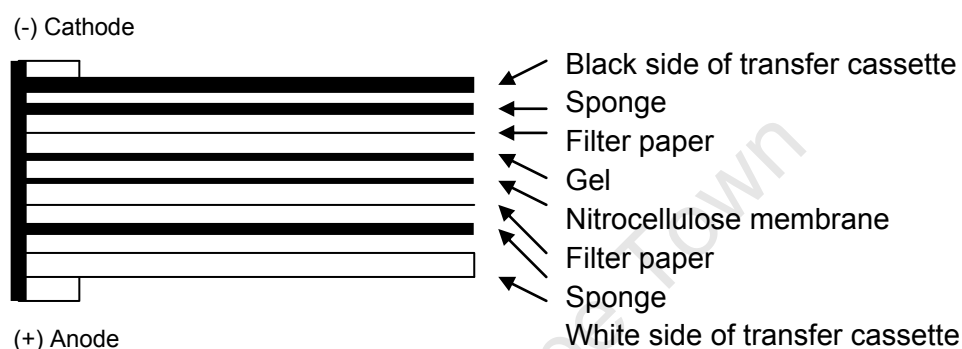 (-) Cathode
Black side of transfer cassette
Sponge
Filter paper
Gel
Nitrocellulose membrane
Filter paper
Sponge
White side of transfer cassette
(+) Anode
Town